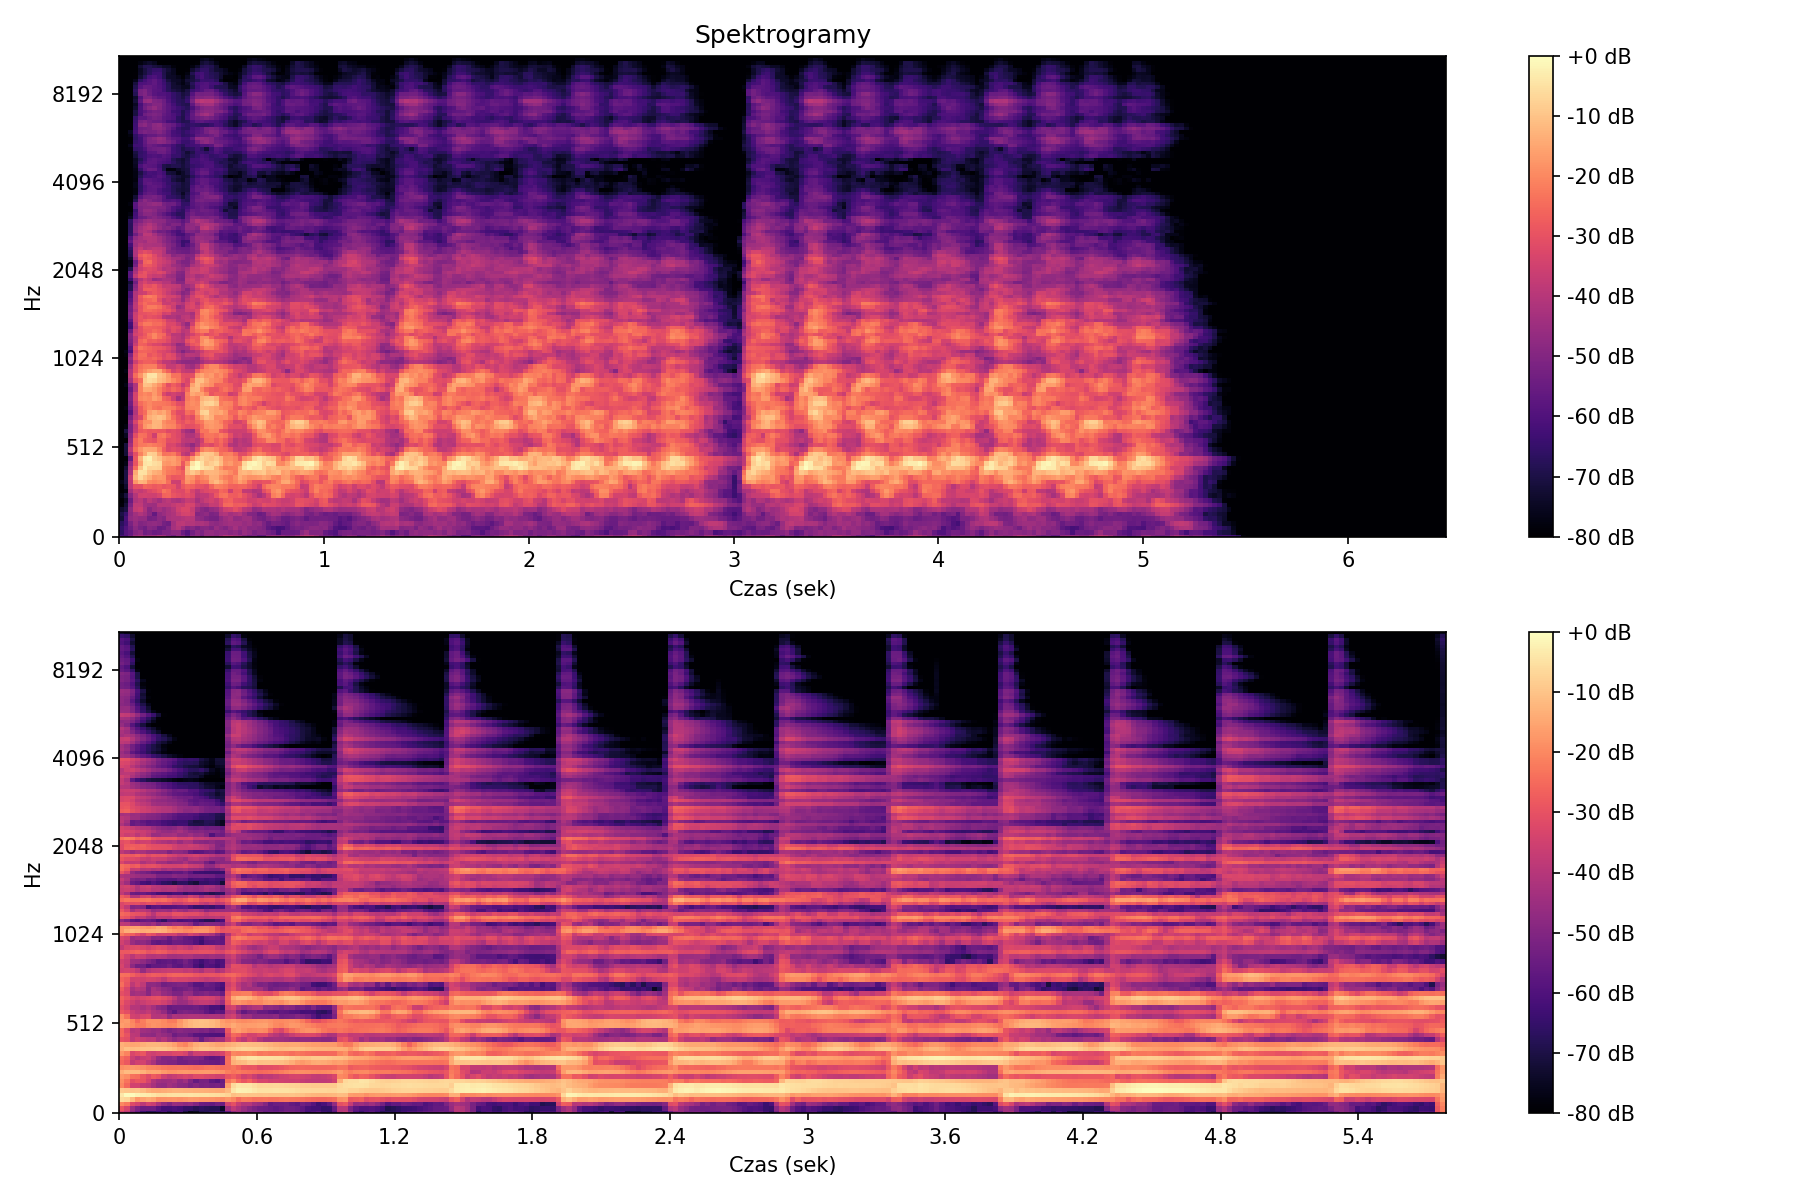 Spektrogramy
8192
4096
2048
1024
512
0
Hz
0 1 2 3 4 5 6
Czas (sek)
+0 dB
-10 dB
-20 dB
-30 dB
-40 dB
-50 dB
-60 dB
-70 dB
-80 dB
8192
4096
2048
1024
512
0
Hz
0 0.6 1.2 1.8 2.4 3 3.6 4.2 4.8 5.4
Czas (sek)
+0 dB
-10 dB
-20 dB
-30 dB
-40 dB
-50 dB
-60 dB
-70 dB
-80 dB